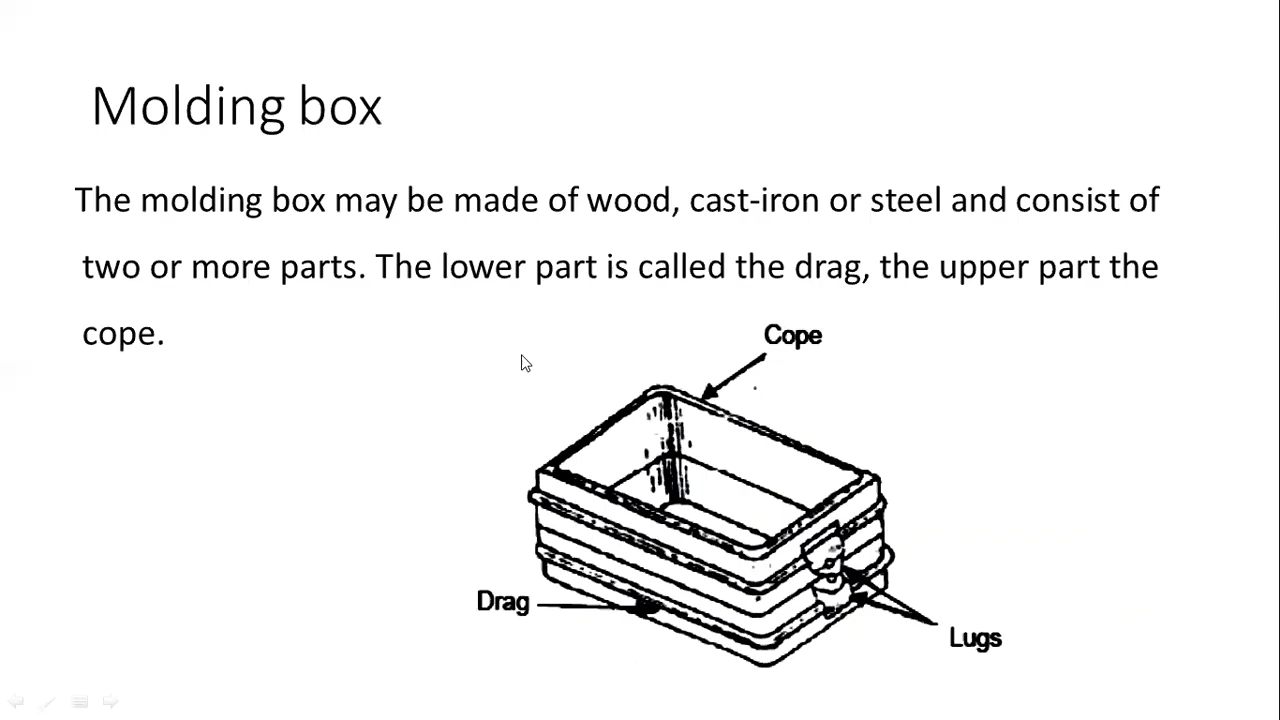 Molding box
The molding box may be made of wood, cast-iron or steel and consist of
two or more parts. The lower part is called the drag, the upper part the
cope.
Cope
Drag
Lugs